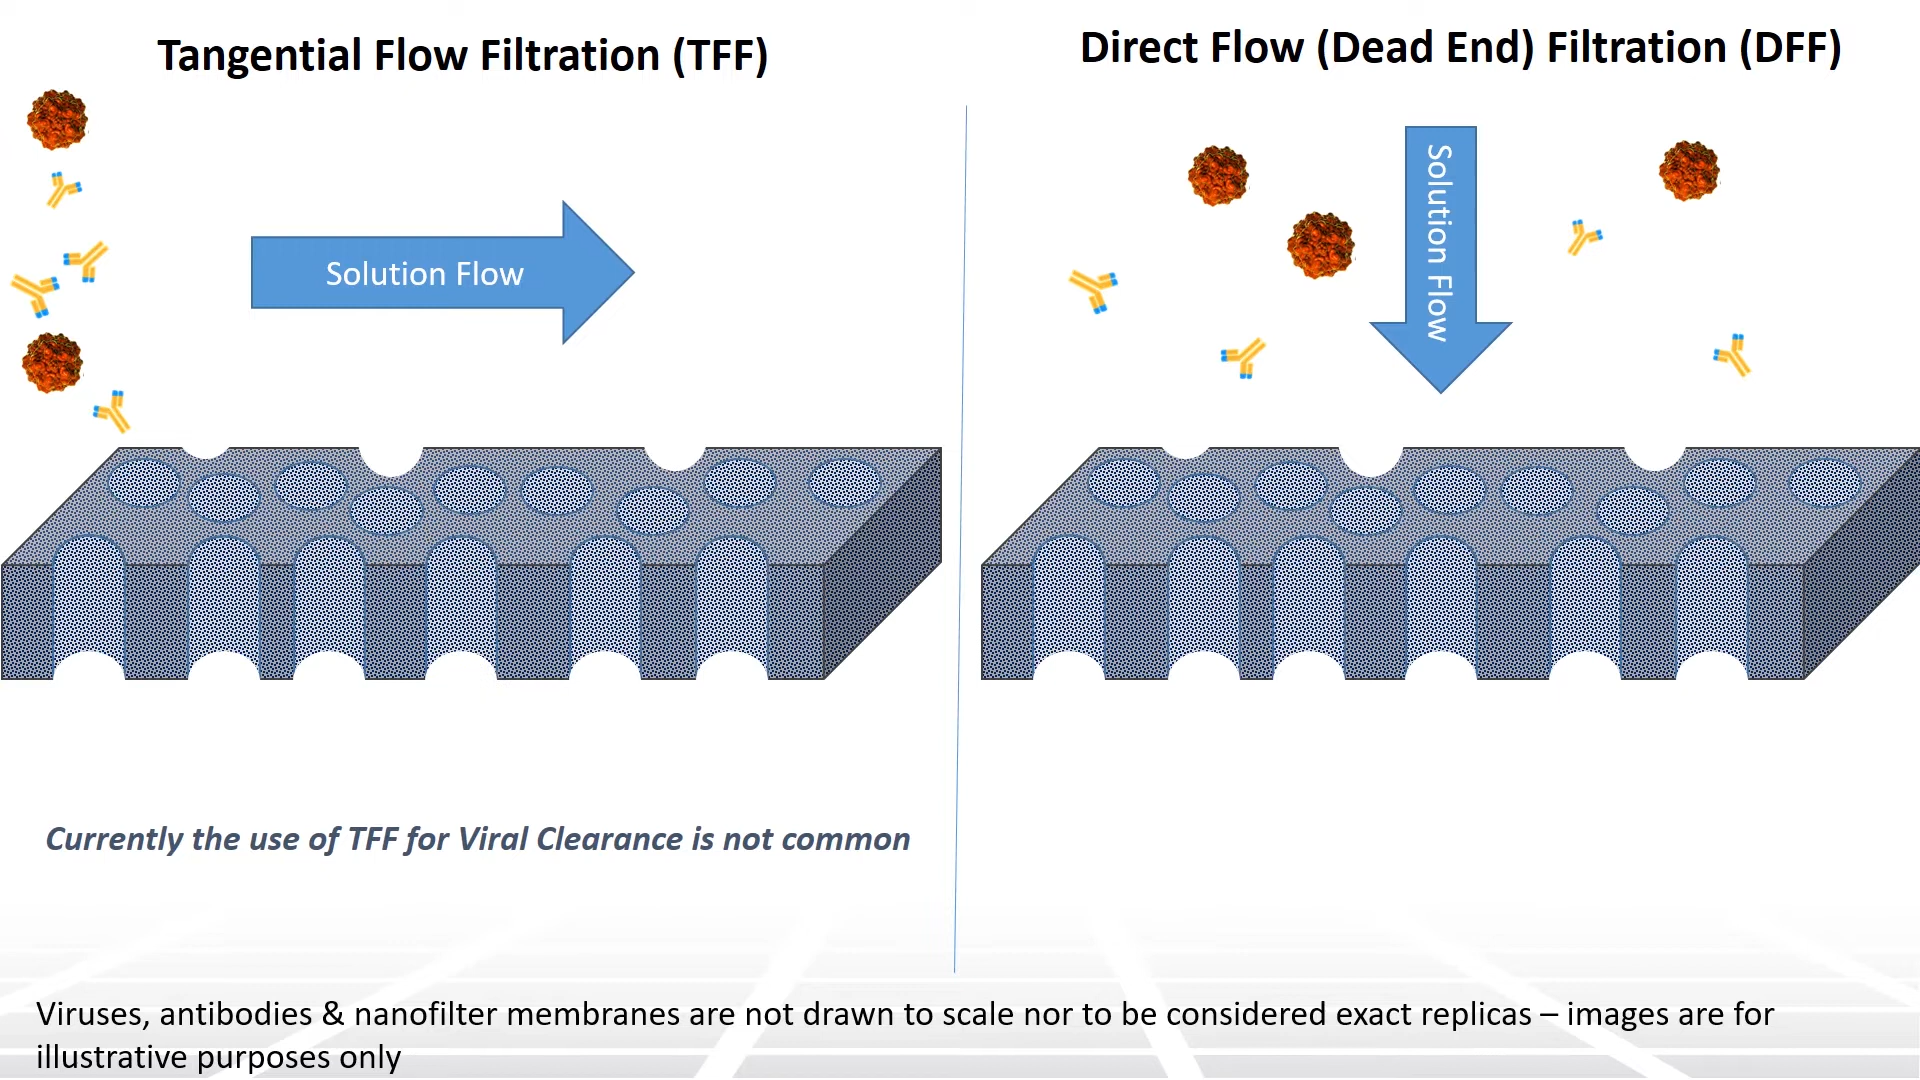 Tangential Flow Filtration (TFF)
Solution Flow
Currently the use of TFF for Viral Clearance is not common
Direct Flow (Dead End) Filtration (DFF)
Solution Flow
Viruses, antibodies & nanofilter membranes are not drawn to scale nor to be considered exact replicas – images are for
illustrative purposes only